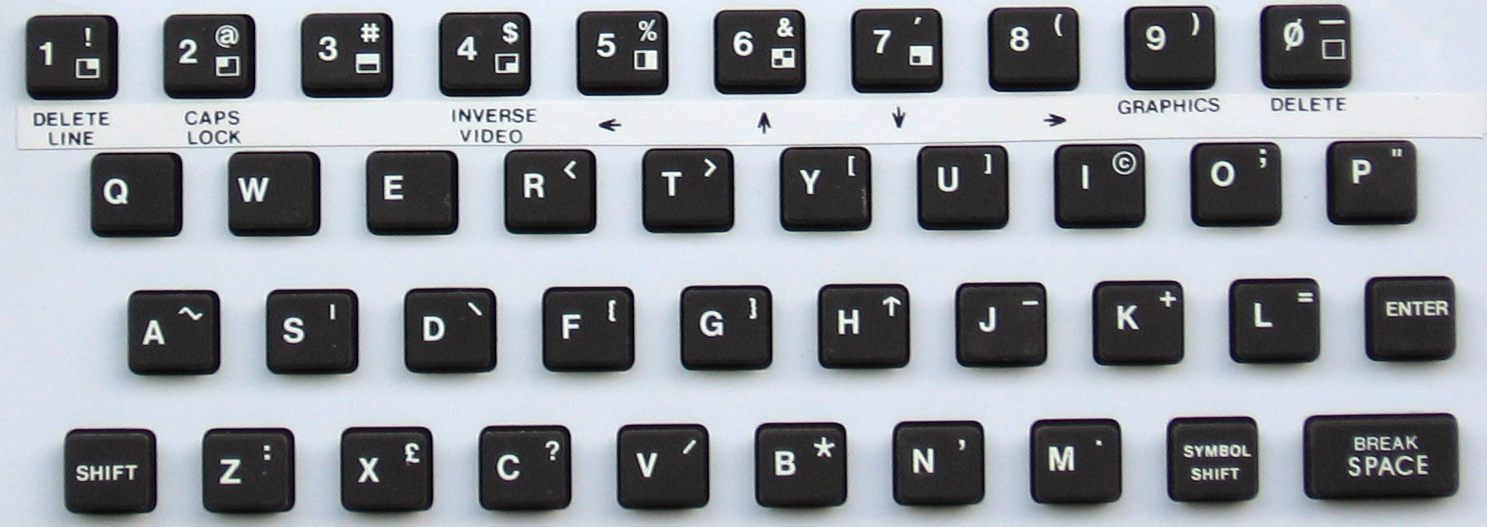 1 ! 2 @ 3 # 4 $ 5 % 6 & 7 ′ 8 ( 9 ) Ø _
DELETE CAPS INVERSE ← ↑ ↓ → GRAPHICS DELETE
LINE LOCK VIDEO
Q W E R < T > Y [ U ] I © O ; P "
A ~ S | D \ F { G } H ↑ J − K + L = ENTER
SHIFT Z : X £ C ? V / B * N , M . SYMBOL SHIFT BREAK SPACE